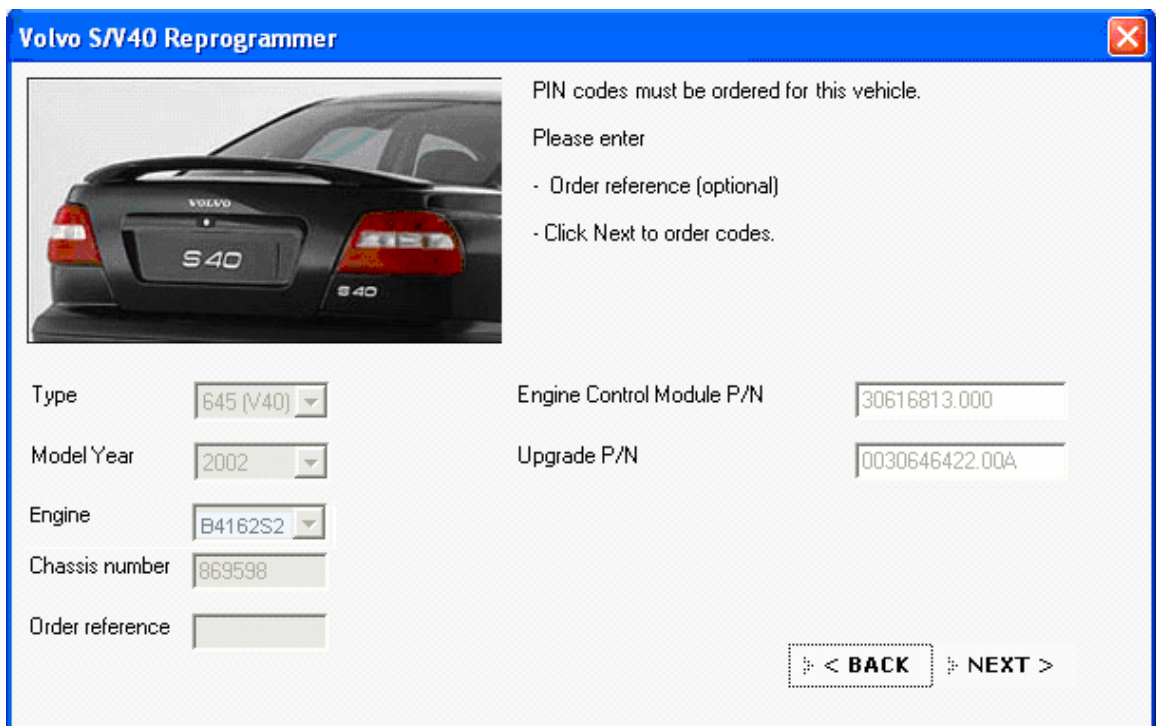 Volvo S/V40 Reprogrammer
PIN codes must be ordered for this vehicle.
Please enter
- Order reference (optional)
- Click Next to order codes.
VOLVO
S 40
S 40
Type
645 (V40)
Engine Control Module P/N
30616813.000
Model Year
2002
Upgrade P/N
0030646422.00A
Engine
B4162S2
Chassis number
869598
Order reference
< BACK
NEXT >